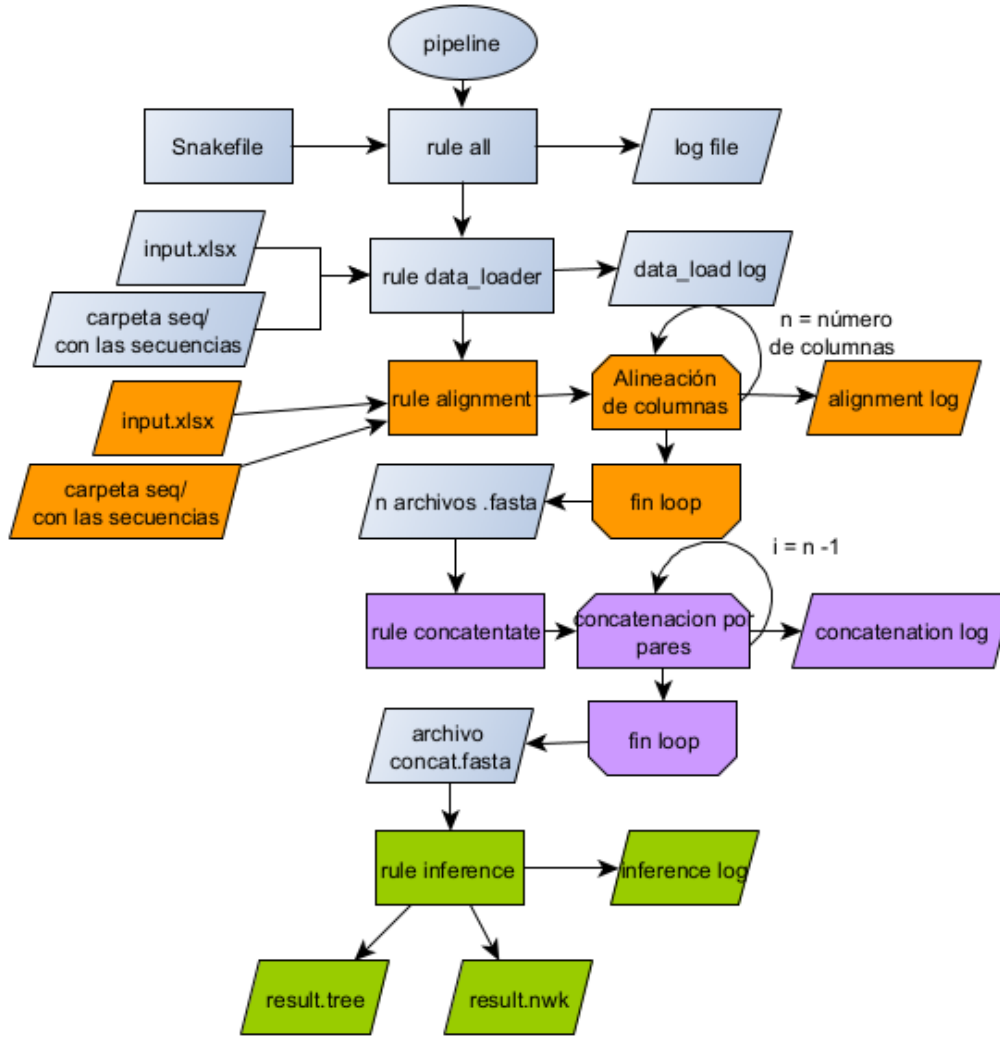 pipeline
Snakefile
rule all
log file
input.xlsx
rule data_loader
data_load log
carpeta seq/
con las secuencias
n = número
de columnas
input.xlsx
rule alignment
Alineación
de columnas
alignment log
carpeta seq/
con las secuencias
n archivos .fasta
fin loop
i = n -1
rule concatentate
concatenacion por
pares
concatenation log
archivo
concat.fasta
fin loop
rule inference
inference log
result.tree
result.nwk